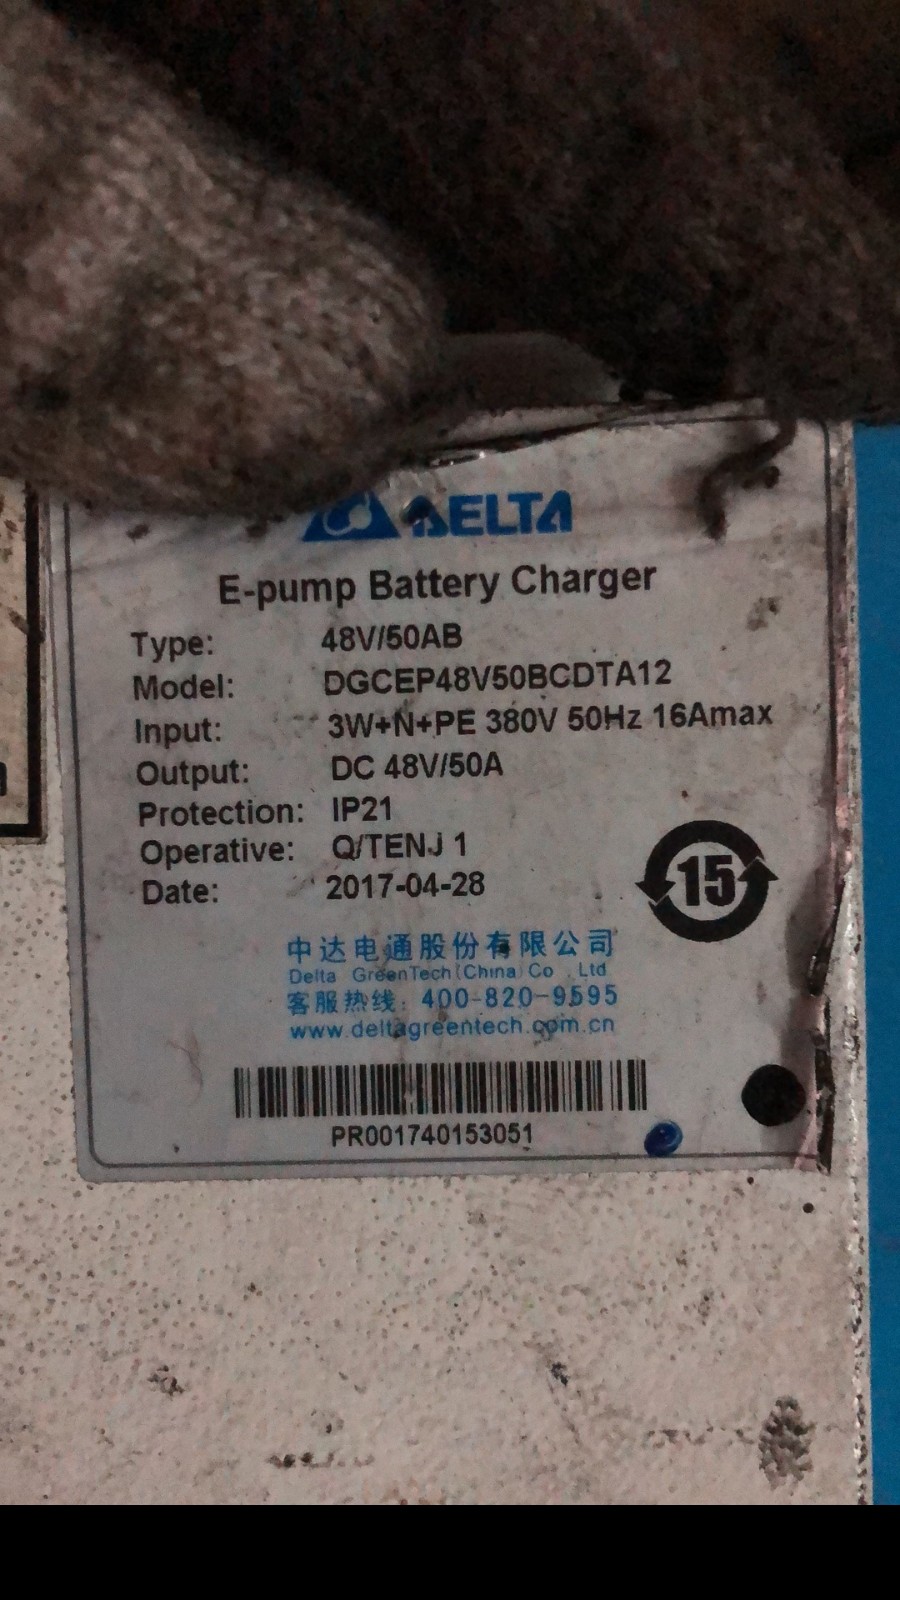 DELTA
E-pump Battery Charger
Type: 48V/50AB
Model: DGCEP48V50BCDTA12
Input: 3W+N+PE 380V 50Hz 16Amax
Output: DC 48V/50A
Protection: IP21
Operative: Q/TENJ 1
Date: 2017-04-28
15
中达电通股份有限公司
Delta GreenTech(China) Co., Ltd
客服热线: 400-820-9595
www.deltagreentech.com.cn
PR001740153051